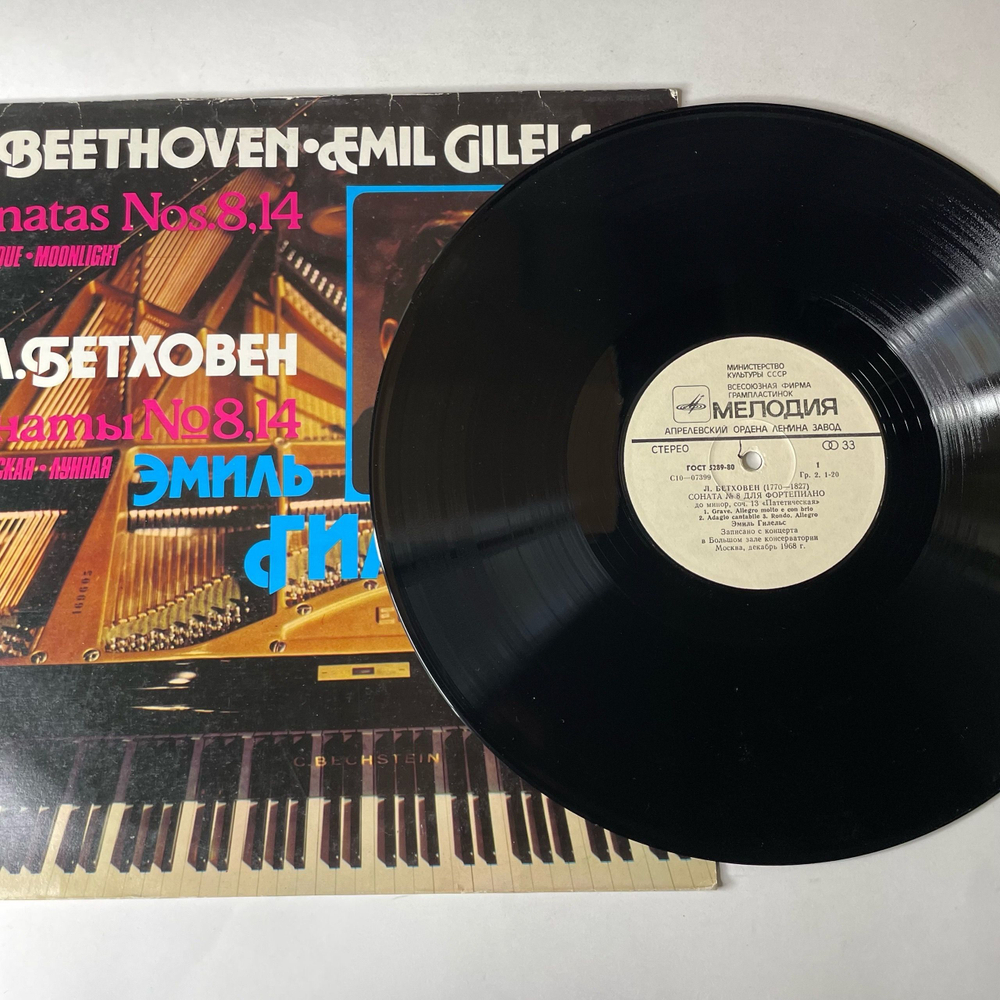 BEETHOVEN•EMIL GILELS
natas Nos.8,14
QUE•MOONLIGHT
Л.БЕТХОВЕН
наты №8,14
СКАЯ•ЛУННАЯ
ЭМИЛЬ
ГИЛ
169605
C.BECHSTEIN
МИНИСТЕРСТВО
КУЛЬТУРЫ СССР
ВСЕСОЮЗНАЯ ФИРМА
ГРАМПЛАСТИНОК
МЕЛОДИЯ
АПРЕЛЕВСКИЙ ОРДЕНА ЛЕНИНА ЗАВОД
СТЕРЕО 33
ГОСТ 5289-80 1
С10—07399 Гр. 2. 1-20
Л. БЕТХОВЕН (1770—1827)
СОНАТА № 8 ДЛЯ ФОРТЕПИАНО
до минор, соч. 13 «Патетическая»
1. Grave. Allegro molto e con brio
2. Adagio cantabile 3. Rondo. Allegro
Эмиль Гилельс
Записано с концерта
в Большом зале консерватории
Москва, декабрь 1968 г.